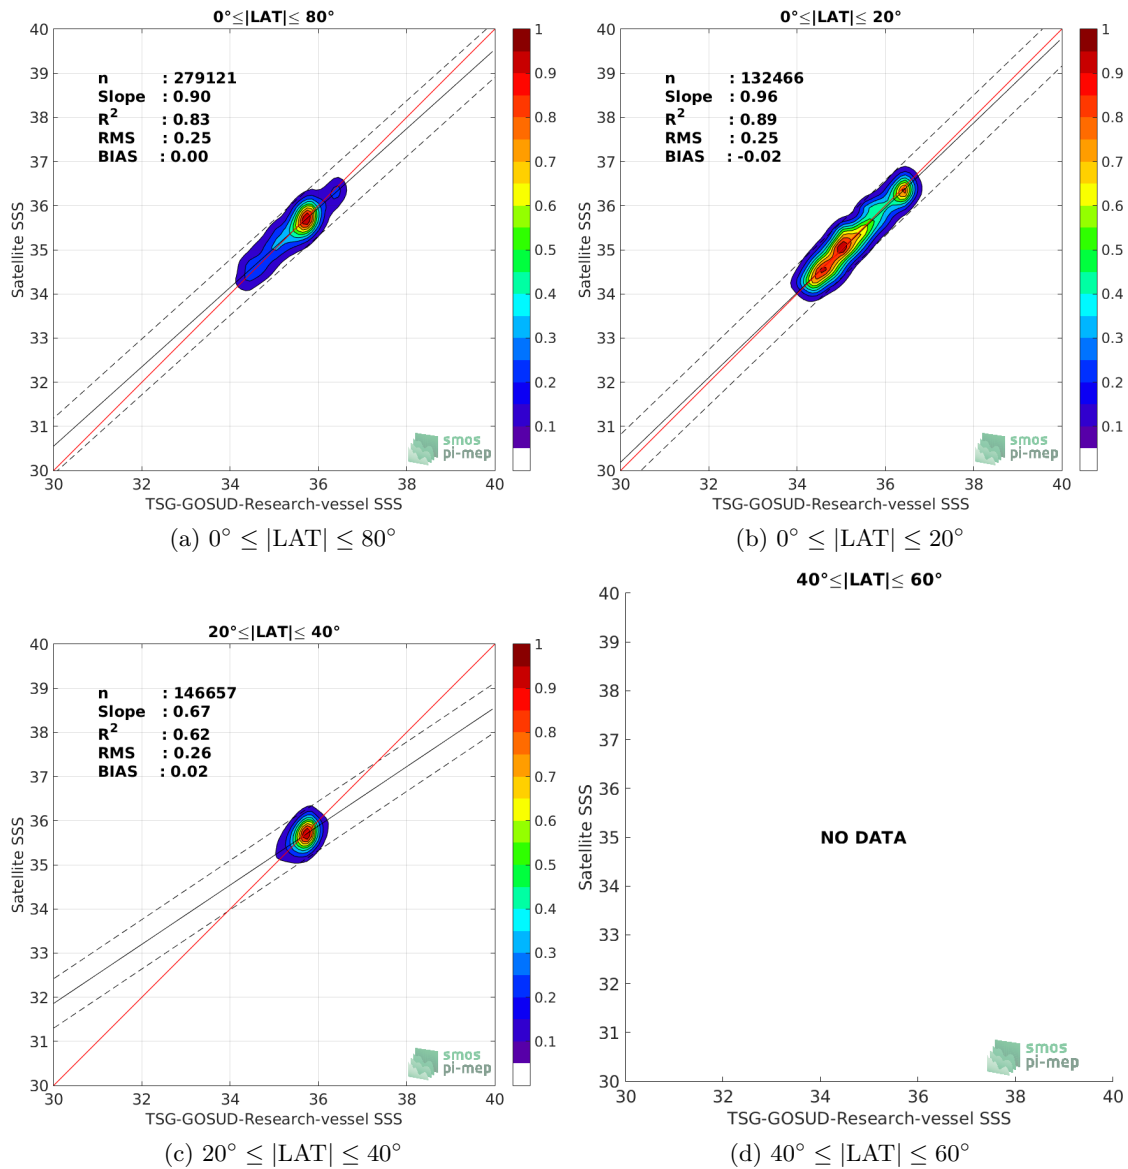 0°≤|LAT|≤ 80°
40
39
38
37
36
35
34
33
32
31
30
Satellite SSS
n : 279121
Slope : 0.90
R² : 0.83
RMS : 0.25
BIAS : 0.00
1
0.9
0.8
0.7
0.6
0.5
0.4
0.3
0.2
0.1
smos
pi-mep
30 32 34 36 38 40
TSG-GOSUD-Research-vessel SSS
(a) 0° ≤ |LAT| ≤ 80°
0°≤|LAT|≤ 20°
40
39
38
37
36
35
34
33
32
31
30
Satellite SSS
n : 132466
Slope : 0.96
R² : 0.89
RMS : 0.25
BIAS : -0.02
1
0.9
0.8
0.7
0.6
0.5
0.4
0.3
0.2
0.1
smos
pi-mep
30 32 34 36 38 40
TSG-GOSUD-Research-vessel SSS
(b) 0° ≤ |LAT| ≤ 20°
20°≤|LAT|≤ 40°
40
39
38
37
36
35
34
33
32
31
30
Satellite SSS
n : 146657
Slope : 0.67
R² : 0.62
RMS : 0.26
BIAS : 0.02
1
0.9
0.8
0.7
0.6
0.5
0.4
0.3
0.2
0.1
smos
pi-mep
30 32 34 36 38 40
TSG-GOSUD-Research-vessel SSS
(c) 20° ≤ |LAT| ≤ 40°
40°≤|LAT|≤ 60°
40
39
38
37
36
35
34
33
32
31
30
Satellite SSS
NO DATA
smos
pi-mep
30 32 34 36 38 40
TSG-GOSUD-Research-vessel SSS
(d) 40° ≤ |LAT| ≤ 60°